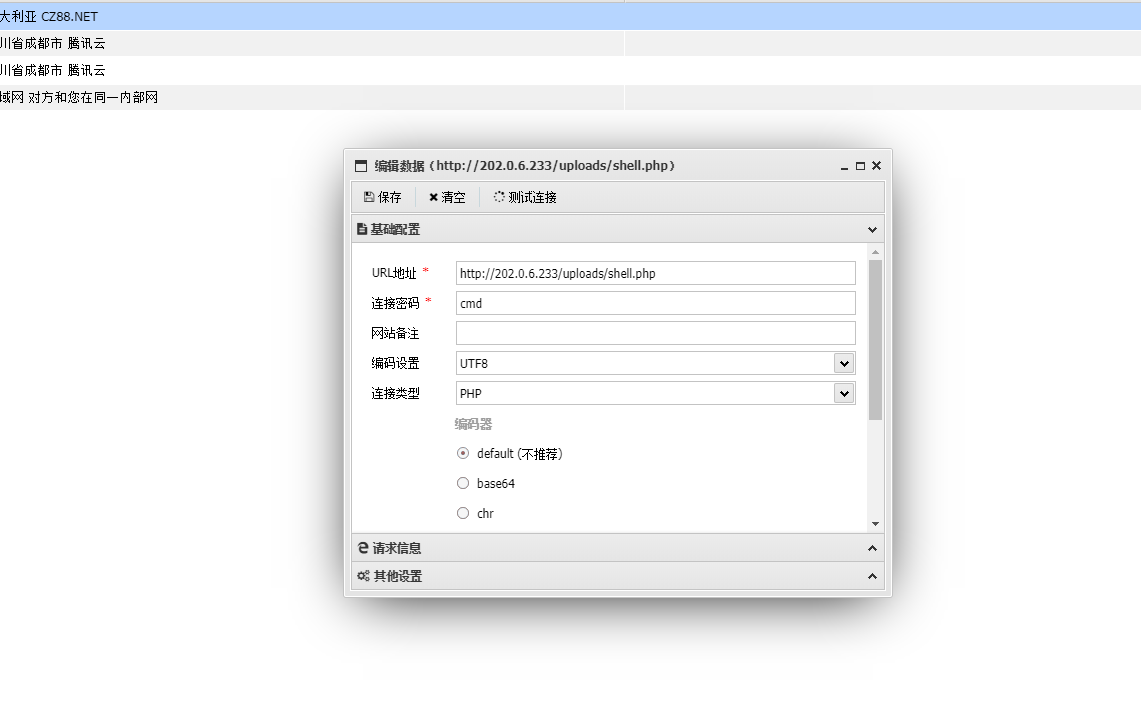 大利亚 CZ88.NET
川省成都市 腾讯云
川省成都市 腾讯云
域网 对方和您在同一内部网
编辑数据 (http://202.0.6.233/uploads/shell.php)
保存 清空 测试连接
基础配置
URL地址 * http://202.0.6.233/uploads/shell.php
连接密码 * cmd
网站备注
编码设置 UTF8
连接类型 PHP
编码器
default (不推荐)
base64
chr
请求信息
其他设置